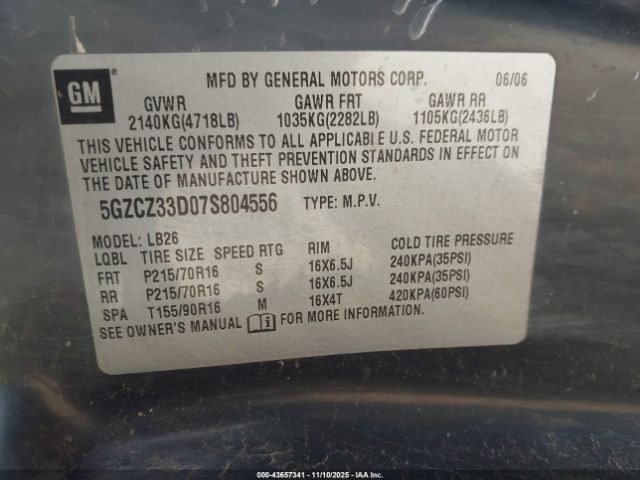 GM®
MFD BY GENERAL MOTORS CORP. 06/06
GVWR GAWR FRT GAWR RR
2140KG(4718LB) 1035KG(2282LB) 1105KG(2436LB)
THIS VEHICLE CONFORMS TO ALL APPLICABLE U.S. FEDERAL MOTOR
VEHICLE SAFETY AND THEFT PREVENTION STANDARDS IN EFFECT ON
THE DATE OF MANUFACTURE SHOWN ABOVE.
5GZCZ33D07S804556 TYPE: M.P.V.
MODEL: LB26
LQBL TIRE SIZE SPEED RTG RIM COLD TIRE PRESSURE
FRT P215/70R16 S 16X6.5J 240KPA(35PSI)
RR P215/70R16 S 16X6.5J 240KPA(35PSI)
SPA T155/90R16 M 16X4T 420KPA(60PSI)
SEE OWNER'S MANUAL FOR MORE INFORMATION.
000-43657341 - 11/10/2025 - IAAI.COM